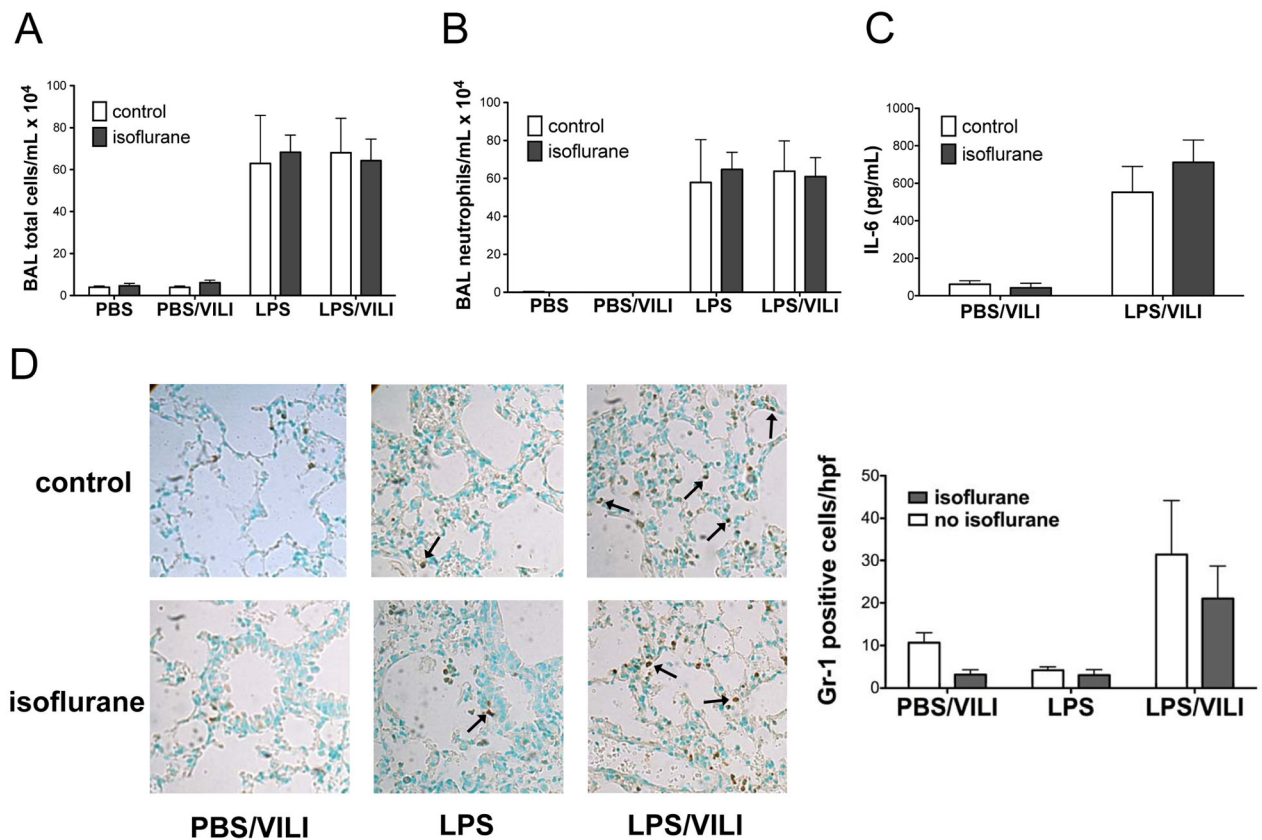 A
BAL total cells/mL x 10⁴
100
80
60
40
20
0
control
isoflurane
PBS
PBS/VILI
LPS
LPS/VILI
B
BAL neutrophils/mL x 10⁴
100
80
60
40
20
0
control
isoflurane
PBS
PBS/VILI
LPS
LPS/VILI
C
IL-6 (pg/mL)
1000
800
600
400
200
0
control
isoflurane
PBS/VILI
LPS/VILI
D
control
isoflurane
PBS/VILI
LPS
LPS/VILI
Gr-1 positive cells/hpf
50
40
30
20
10
0
isoflurane
no isoflurane
PBS/VILI
LPS
LPS/VILI